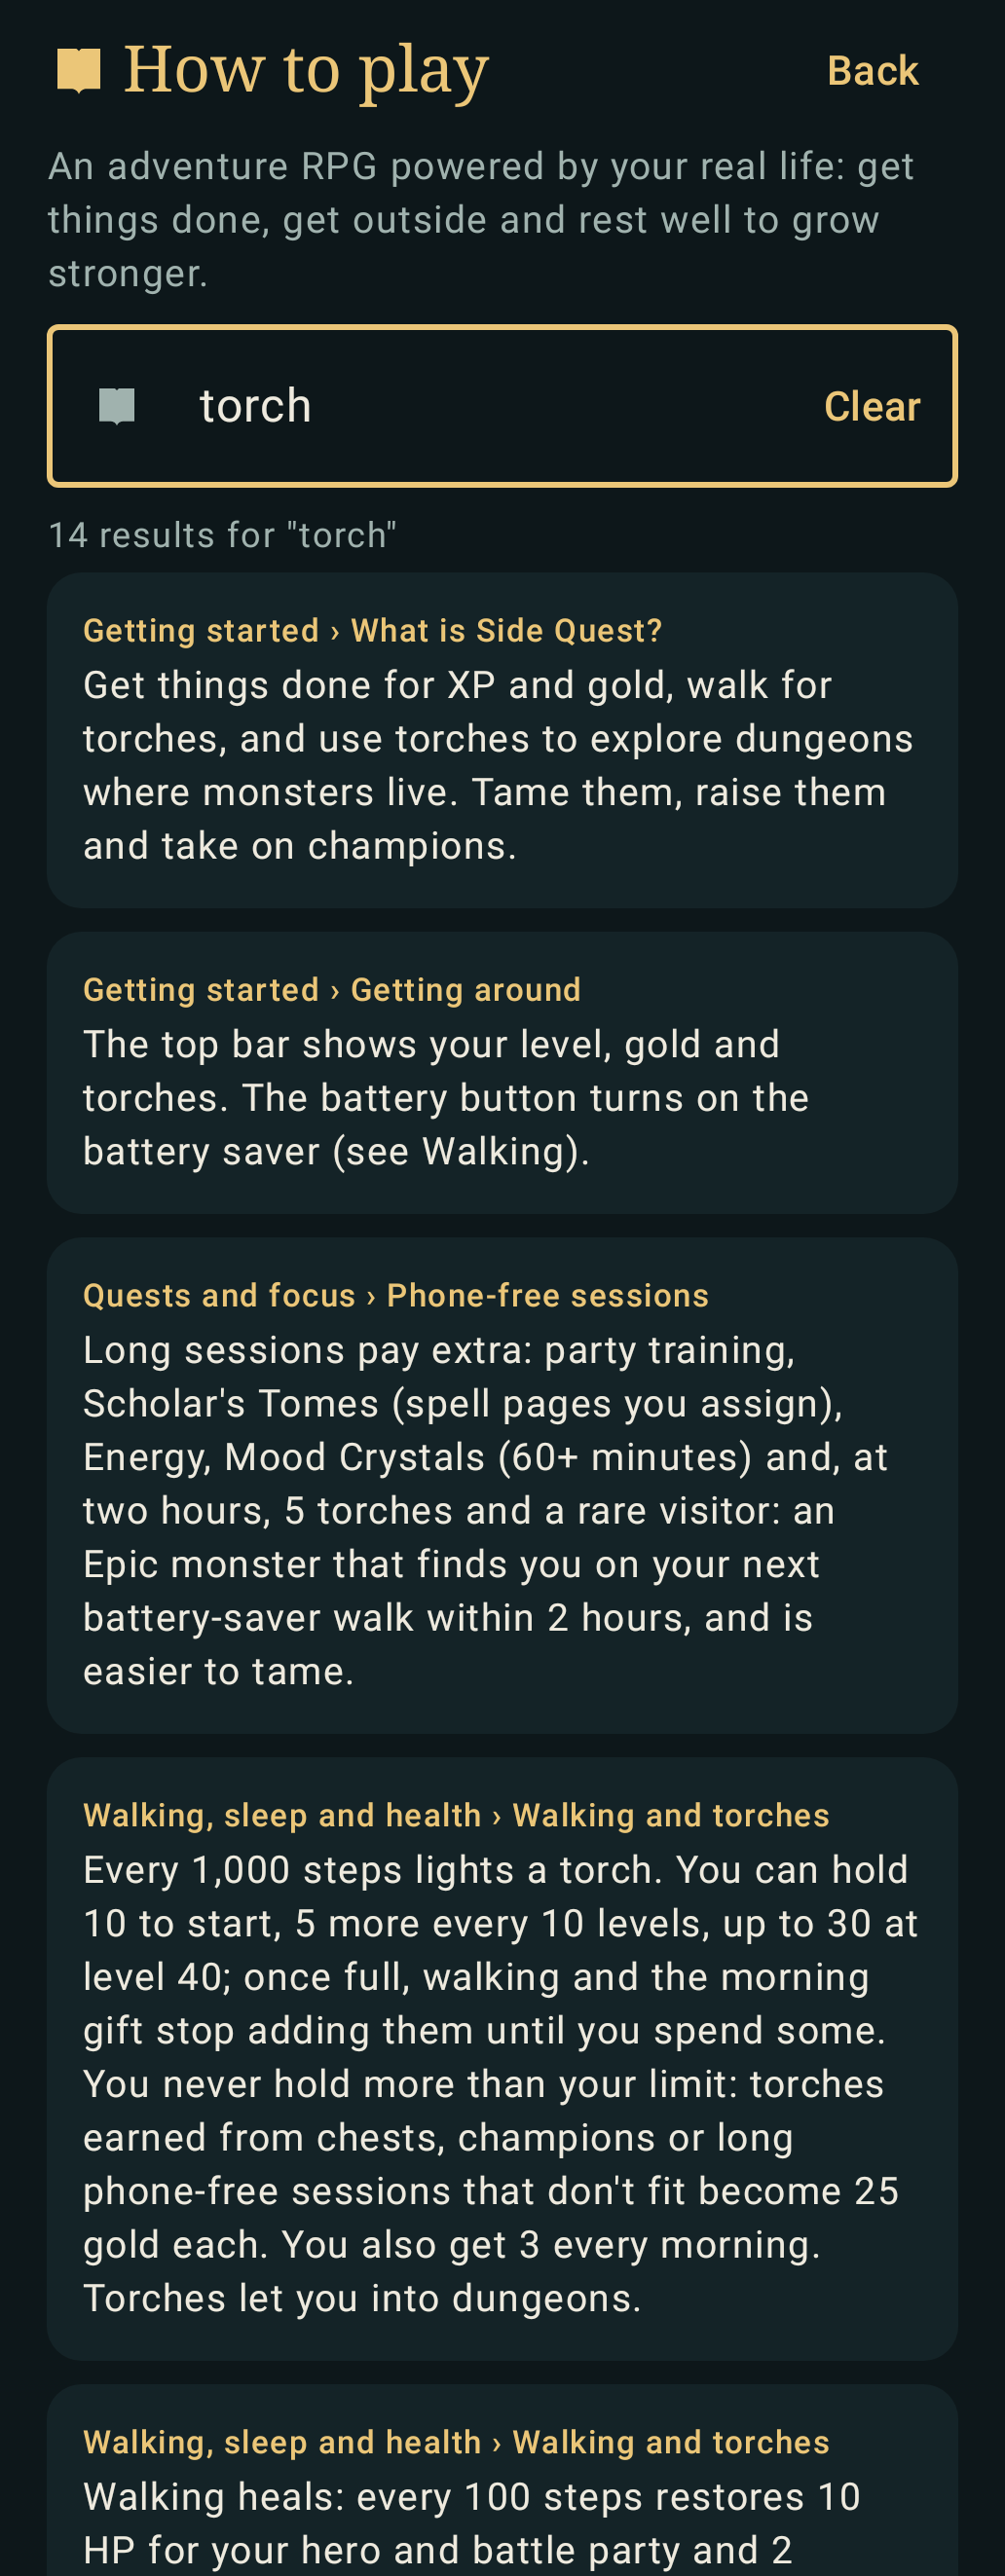 How to play
Back
An adventure RPG powered by your real life: get
things done, get outside and rest well to grow
stronger.
torch
Clear
14 results for "torch"
Getting started › What is Side Quest?
Get things done for XP and gold, walk for
torches, and use torches to explore dungeons
where monsters live. Tame them, raise them
and take on champions.
Getting started › Getting around
The top bar shows your level, gold and
torches. The battery button turns on the
battery saver (see Walking).
Quests and focus › Phone-free sessions
Long sessions pay extra: party training,
Scholar's Tomes (spell pages you assign),
Energy, Mood Crystals (60+ minutes) and, at
two hours, 5 torches and a rare visitor: an
Epic monster that finds you on your next
battery-saver walk within 2 hours, and is
easier to tame.
Walking, sleep and health › Walking and torches
Every 1,000 steps lights a torch. You can hold
10 to start, 5 more every 10 levels, up to 30 at
level 40; once full, walking and the morning
gift stop adding them until you spend some.
You never hold more than your limit: torches
earned from chests, champions or long
phone-free sessions that don't fit become 25
gold each. You also get 3 every morning.
Torches let you into dungeons.
Walking, sleep and health › Walking and torches
Walking heals: every 100 steps restores 10
HP for your hero and battle party and 2